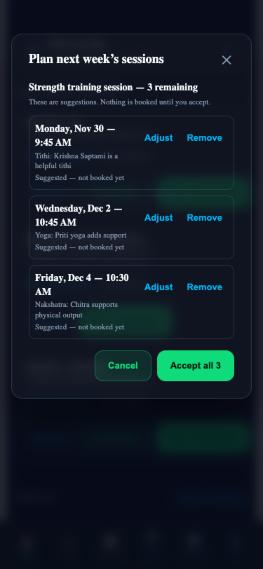 Plan next week's sessions
Strength training session — 3 remaining
These are suggestions. Nothing is booked until you accept.
Monday, Nov 30 —
9:45 AM
Adjust
Remove
Tithi: Krishna Saptami is a
helpful tithi
Suggested — not booked yet
Wednesday, Dec 2 —
10:45 AM
Adjust
Remove
Yoga: Priti yoga adds support
Suggested — not booked yet
Friday, Dec 4 — 10:30
AM
Adjust
Remove
Nakshatra: Chitra supports
physical output
Suggested — not booked yet
Cancel
Accept all 3